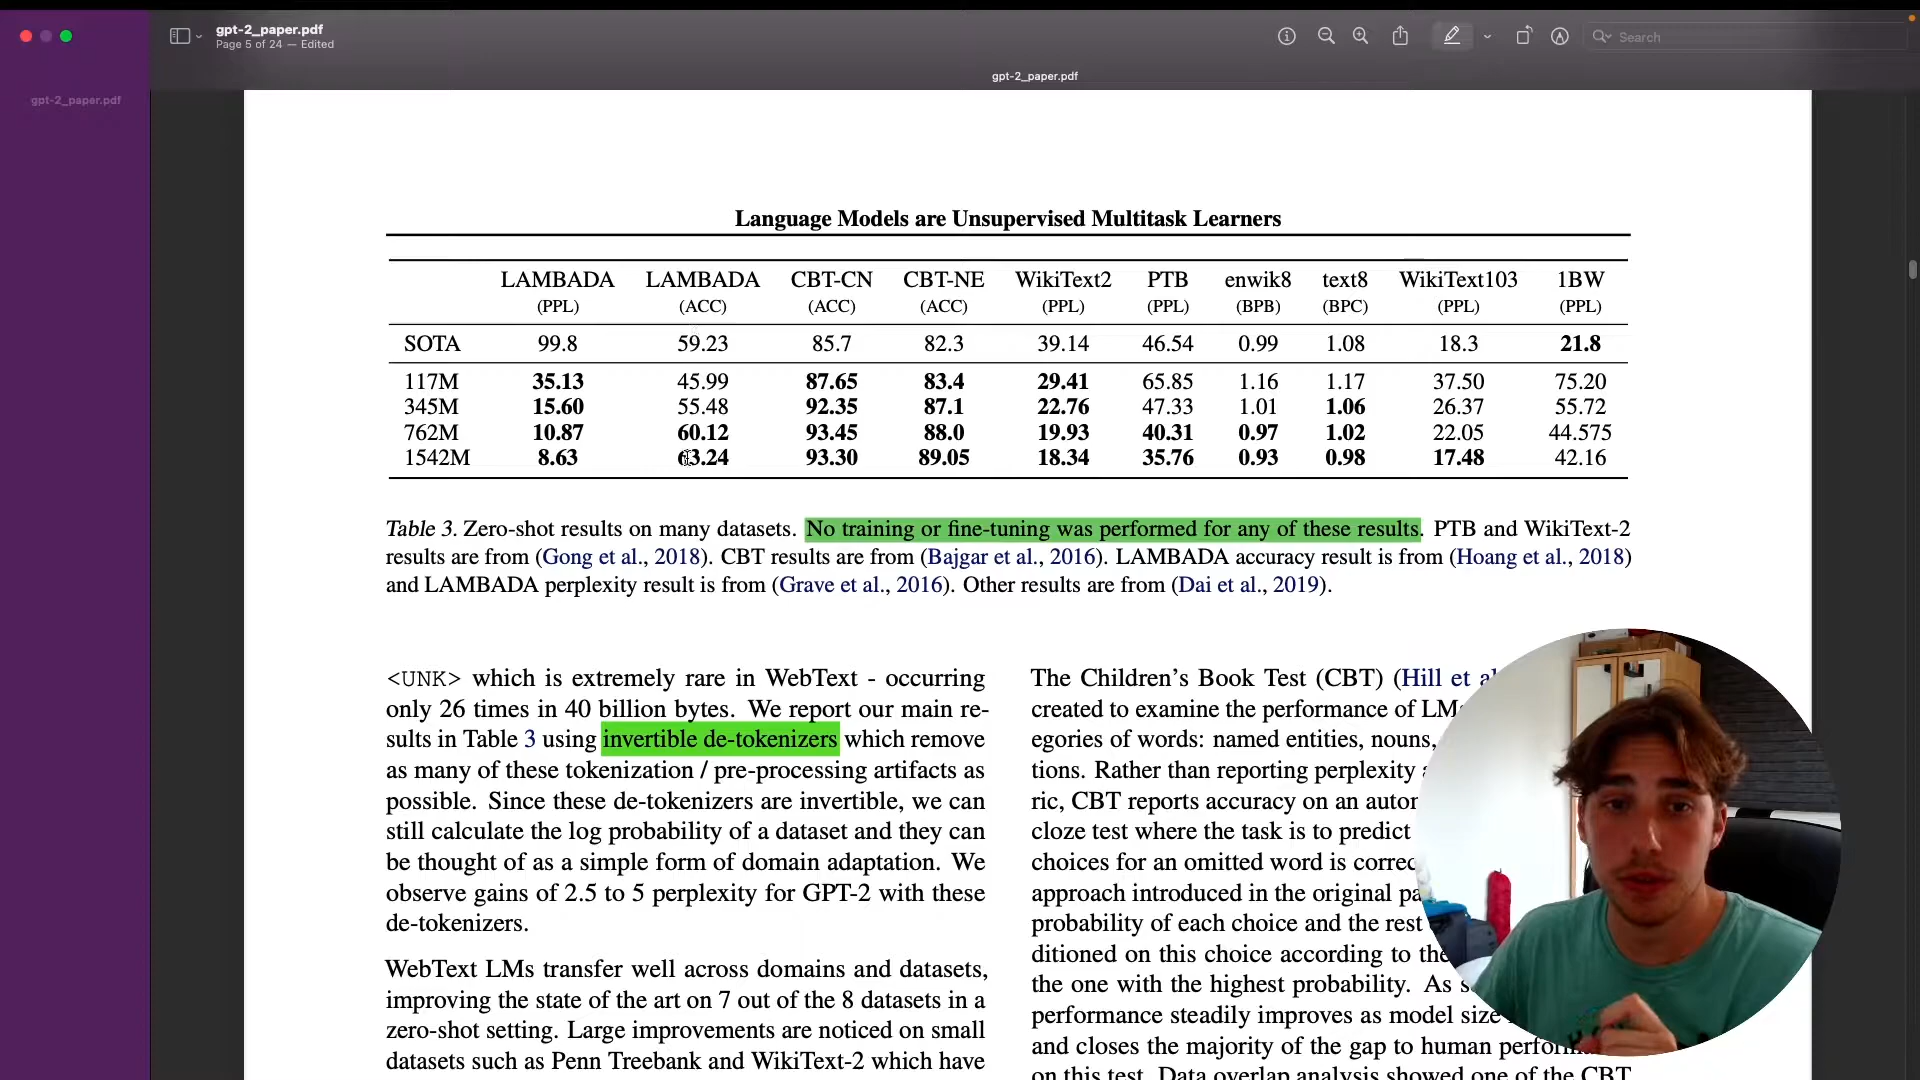 gpt-2_paper.pdf
Page 5 of 24 — Edited
Search
gpt-2_paper.pdf
gpt-2_paper.pdf
Language Models are Unsupervised Multitask Learners
LAMBADA LAMBADA CBT-CN CBT-NE WikiText2 PTB enwik8 text8 WikiText103 1BW
(PPL) (ACC) (ACC) (ACC) (PPL) (PPL) (BPB) (BPC) (PPL) (PPL)
SOTA 99.8 59.23 85.7 82.3 39.14 46.54 0.99 1.08 18.3 21.8
117M 35.13 45.99 87.65 83.4 29.41 65.85 1.16 1.17 37.50 75.20
345M 15.60 55.48 92.35 87.1 22.76 47.33 1.01 1.06 26.37 55.72
762M 10.87 60.12 93.45 88.0 19.93 40.31 0.97 1.02 22.05 44.575
1542M 8.63 63.24 93.30 89.05 18.34 35.76 0.93 0.98 17.48 42.16
Table 3. Zero-shot results on many datasets. No training or fine-tuning was performed for any of these results. PTB and WikiText-2
results are from (Gong et al., 2018). CBT results are from (Bajgar et al., 2016). LAMBADA accuracy result is from (Hoang et al., 2018)
and LAMBADA perplexity result is from (Grave et al., 2016). Other results are from (Dai et al., 2019).
<UNK> which is extremely rare in WebText - occurring
only 26 times in 40 billion bytes. We report our main re-
sults in Table 3 using invertible de-tokenizers which remove
as many of these tokenization / pre-processing artifacts as
possible. Since these de-tokenizers are invertible, we can
still calculate the log probability of a dataset and they can
be thought of as a simple form of domain adaptation. We
observe gains of 2.5 to 5 perplexity for GPT-2 with these
de-tokenizers.
WebText LMs transfer well across domains and datasets,
improving the state of the art on 7 out of the 8 datasets in a
zero-shot setting. Large improvements are noticed on small
datasets such as Penn Treebank and WikiText-2 which have
The Children's Book Test (CBT) (Hill et
created to examine the performance of
egories of words: named entities, nouns,
tions. Rather than reporting perplexity
ric, CBT reports accuracy on an
cloze test where the task is to predict
choices for an omitted word is
approach introduced in the original
probability of each choice and the rest
ditioned on this choice according to
the one with the highest probability. As
performance steadily improves as model size
and closes the majority of the gap to human
on this test. Data overlap analysis showed one of the CBT